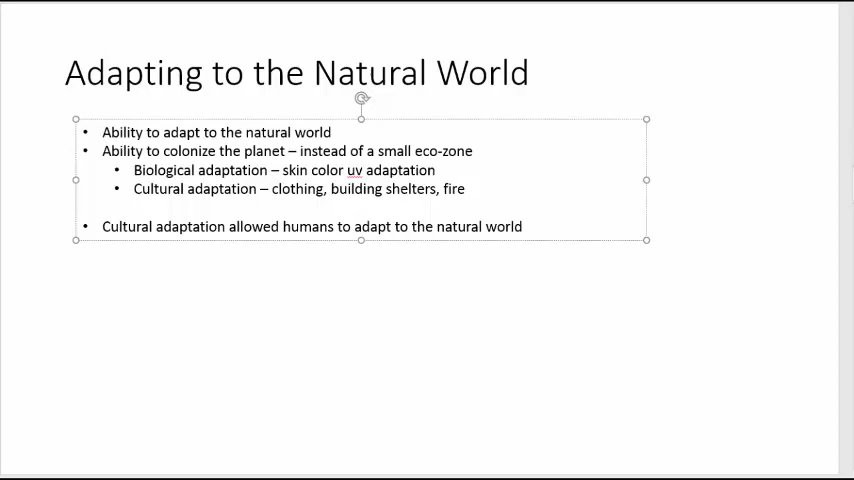 Adapting to the Natural World
• Ability to adapt to the natural world
• Ability to colonize the planet – instead of a small eco-zone
• Biological adaptation – skin color uv adaptation
• Cultural adaptation – clothing, building shelters, fire
• Cultural adaptation allowed humans to adapt to the natural world